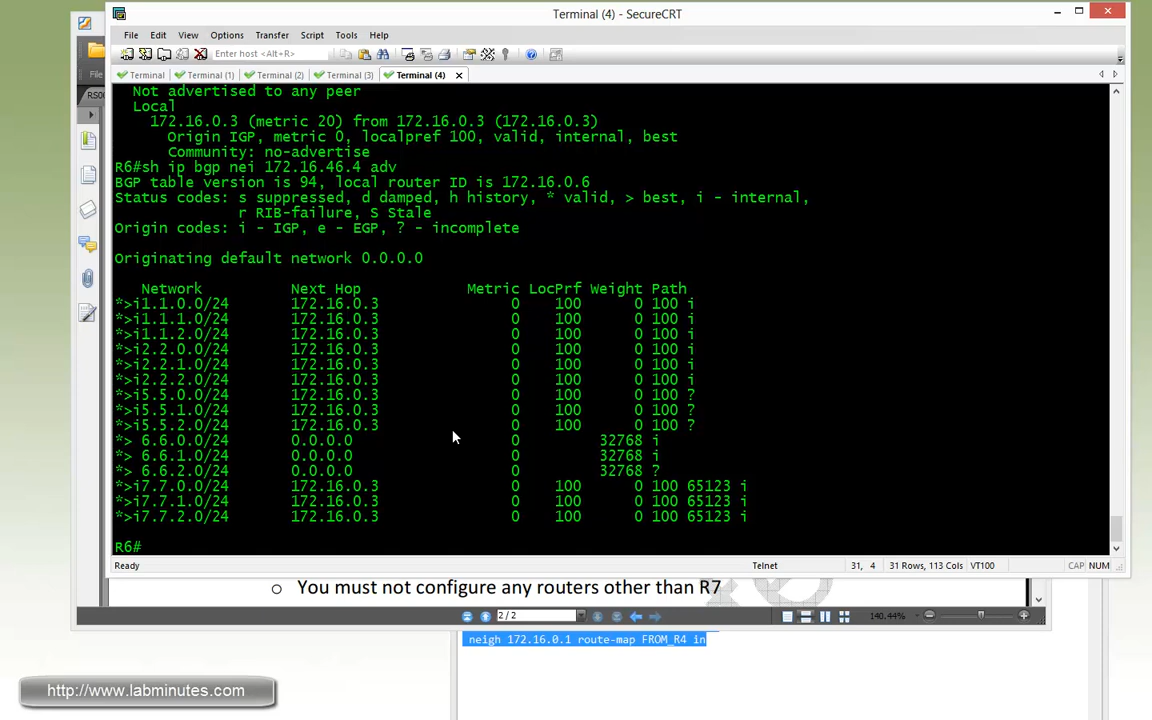 Terminal (4) - SecureCRT
File Edit View Options Transfer Script Tools Help
Enter host <Alt+R>
Terminal Terminal (1) Terminal (2) Terminal (3) Terminal (4)
File
RS00
Not advertised to any peer
Local
172.16.0.3 (metric 20) from 172.16.0.3 (172.16.0.3)
Origin IGP, metric 0, localpref 100, valid, internal, best
Community: no-advertise
R6#sh ip bgp nei 172.16.46.4 adv
BGP table version is 94, local router ID is 172.16.0.6
Status codes: s suppressed, d damped, h history, * valid, > best, i - internal,
r RIB-failure, S Stale
Origin codes: i - IGP, e - EGP, ? - incomplete
Originating default network 0.0.0.0
Network Next Hop Metric LocPrf Weight Path
*>i1.1.0.0/24 172.16.0.3 0 100 0 100 i
*>i1.1.1.0/24 172.16.0.3 0 100 0 100 i
*>i1.1.2.0/24 172.16.0.3 0 100 0 100 i
*>i2.2.0.0/24 172.16.0.3 0 100 0 100 i
*>i2.2.1.0/24 172.16.0.3 0 100 0 100 i
*>i2.2.2.0/24 172.16.0.3 0 100 0 100 i
*>i5.5.0.0/24 172.16.0.3 0 100 0 100 ?
*>i5.5.1.0/24 172.16.0.3 0 100 0 100 ?
*>i5.5.2.0/24 172.16.0.3 0 100 0 100 ?
*> 6.6.0.0/24 0.0.0.0 0 32768 i
*> 6.6.1.0/24 0.0.0.0 0 32768 i
*> 6.6.2.0/24 0.0.0.0 0 32768 ?
*>i7.7.0.0/24 172.16.0.3 0 100 0 100 65123 i
*>i7.7.1.0/24 172.16.0.3 0 100 0 100 65123 i
*>i7.7.2.0/24 172.16.0.3 0 100 0 100 65123 i
R6#
Ready Telnet 31, 4 31 Rows, 113 Cols VT100 CAP NUM
o You must not configure any routers other than R7
2 / 2 140.44%
neigh 172.16.0.1 route-map FROM_R4 in
http://www.labminutes.com